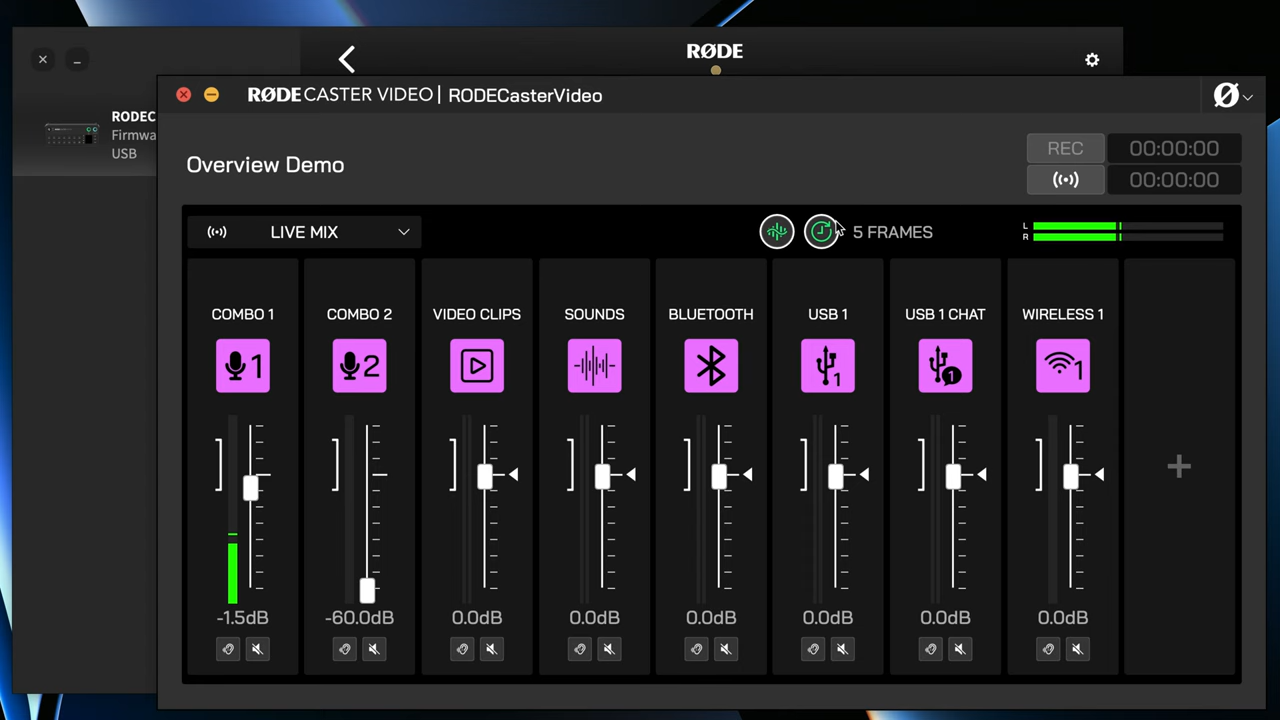 RØDE
RØDECASTER VIDEO | RODECasterVideo
RODEC
Firmwa
USB
Overview Demo
REC 00:00:00
00:00:00
LIVE MIX
5 FRAMES
L
R
COMBO 1 COMBO 2 VIDEO CLIPS SOUNDS BLUETOOTH USB 1 USB 1 CHAT WIRELESS 1
1 2 1 1 1
-1.5dB -60.0dB 0.0dB 0.0dB 0.0dB 0.0dB 0.0dB 0.0dB